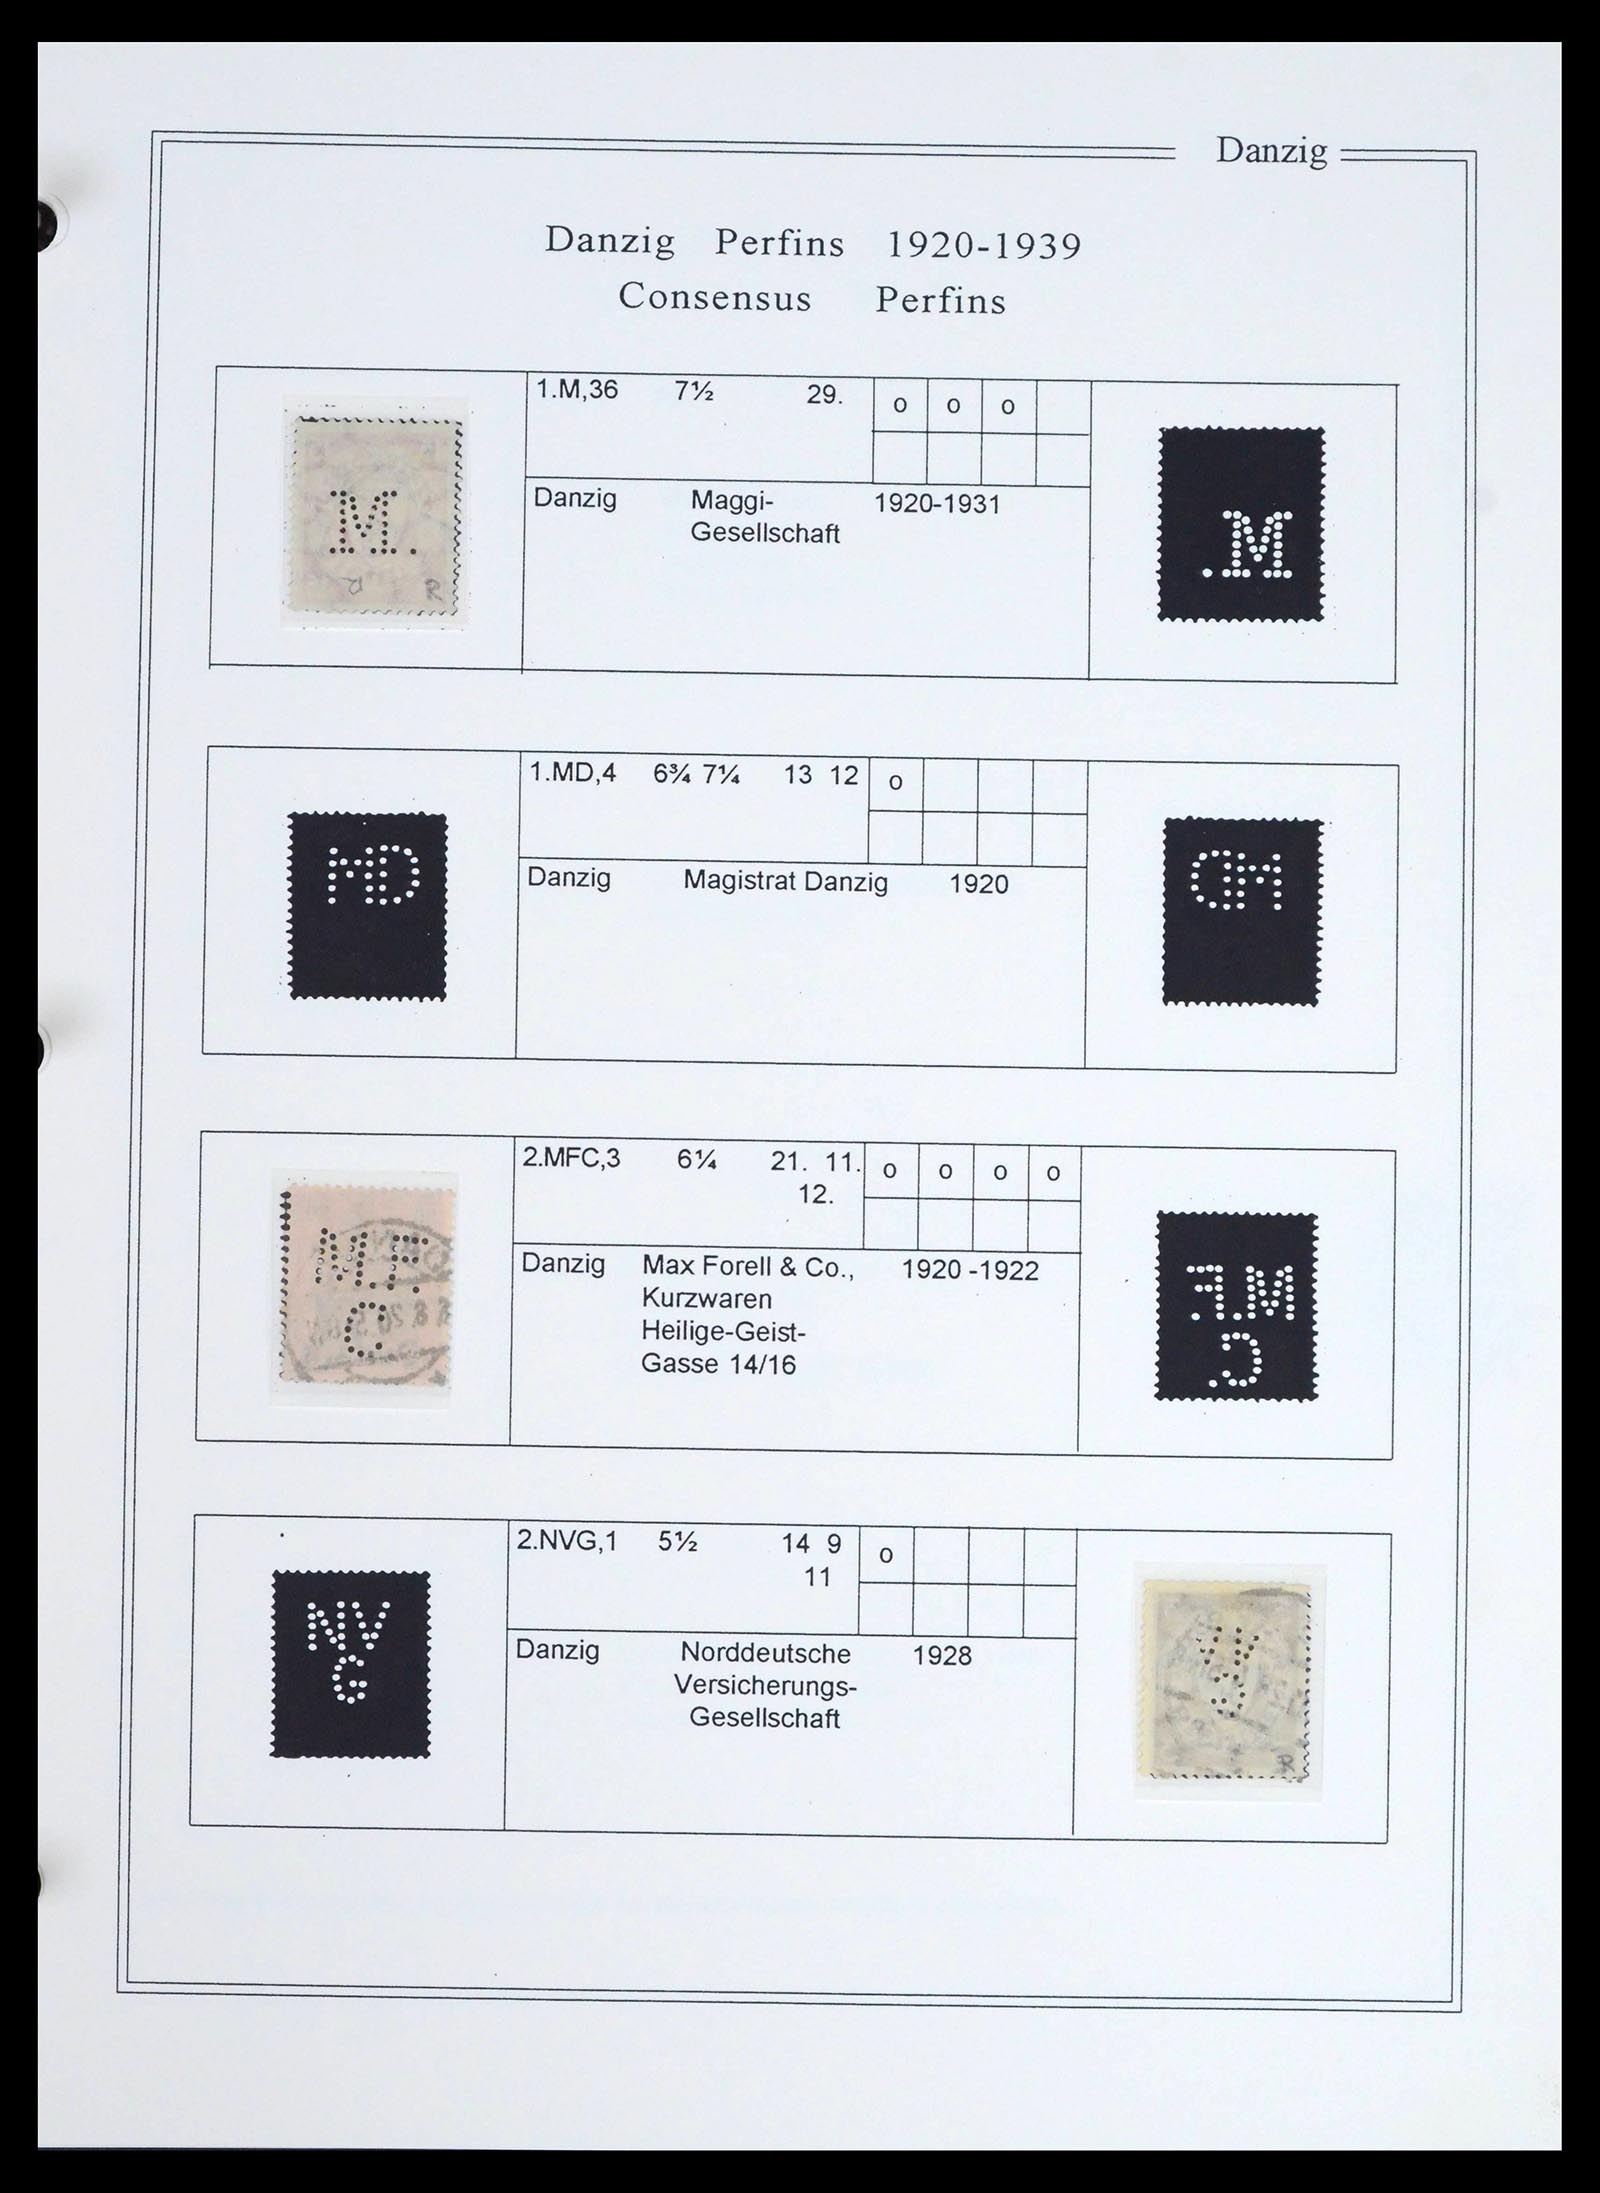 Danzig
Danzig Perfins 1920-1939
Consensus Perfins
1.M,36 7½ 29.
o o o
Danzig Maggi- 1920-1931
Gesellschaft
M.
M.
R
1.MD,4 6¾ 7¼ 13 12
o
Danzig Magistrat Danzig 1920
MD
MD
2.MFC,3 6¼ 21. 11.
12.
o o o o
Danzig Max Forell & Co., 1920 -1922
Kurzwaren
Heilige-Geist-
Gasse 14/16
M.F.
C
M.F.
C.
2.NVG,1 5½ 14 9
11
o
Danzig Norddeutsche 1928
Versicherungs-
Gesellschaft
NV
G
NV
G
R